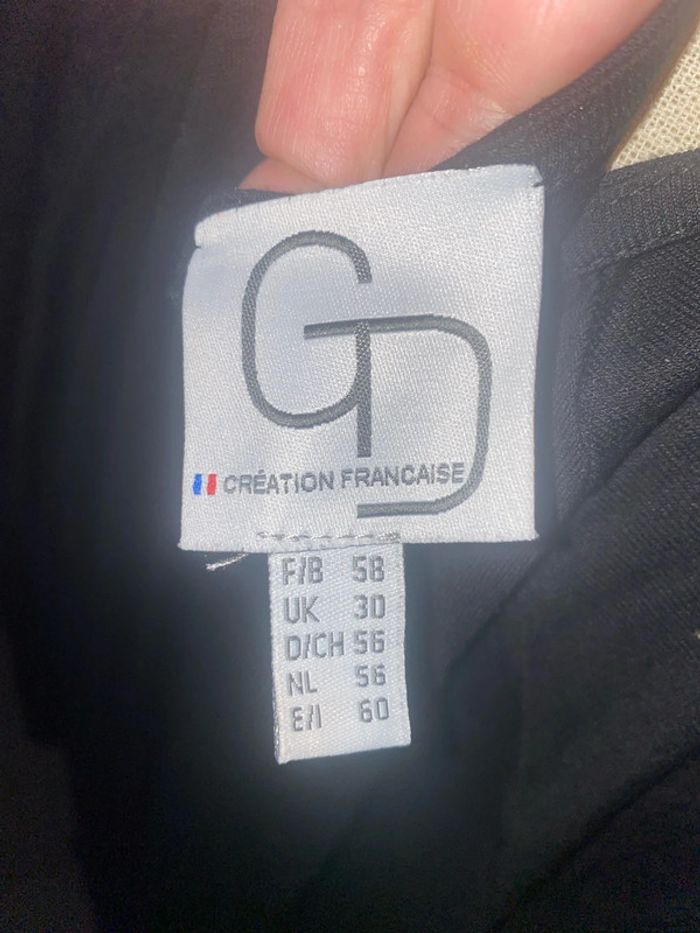 GD
CRÉATION FRANCAISE
F/B 58
UK 30
D/CH 56
NL 56
E/I 60